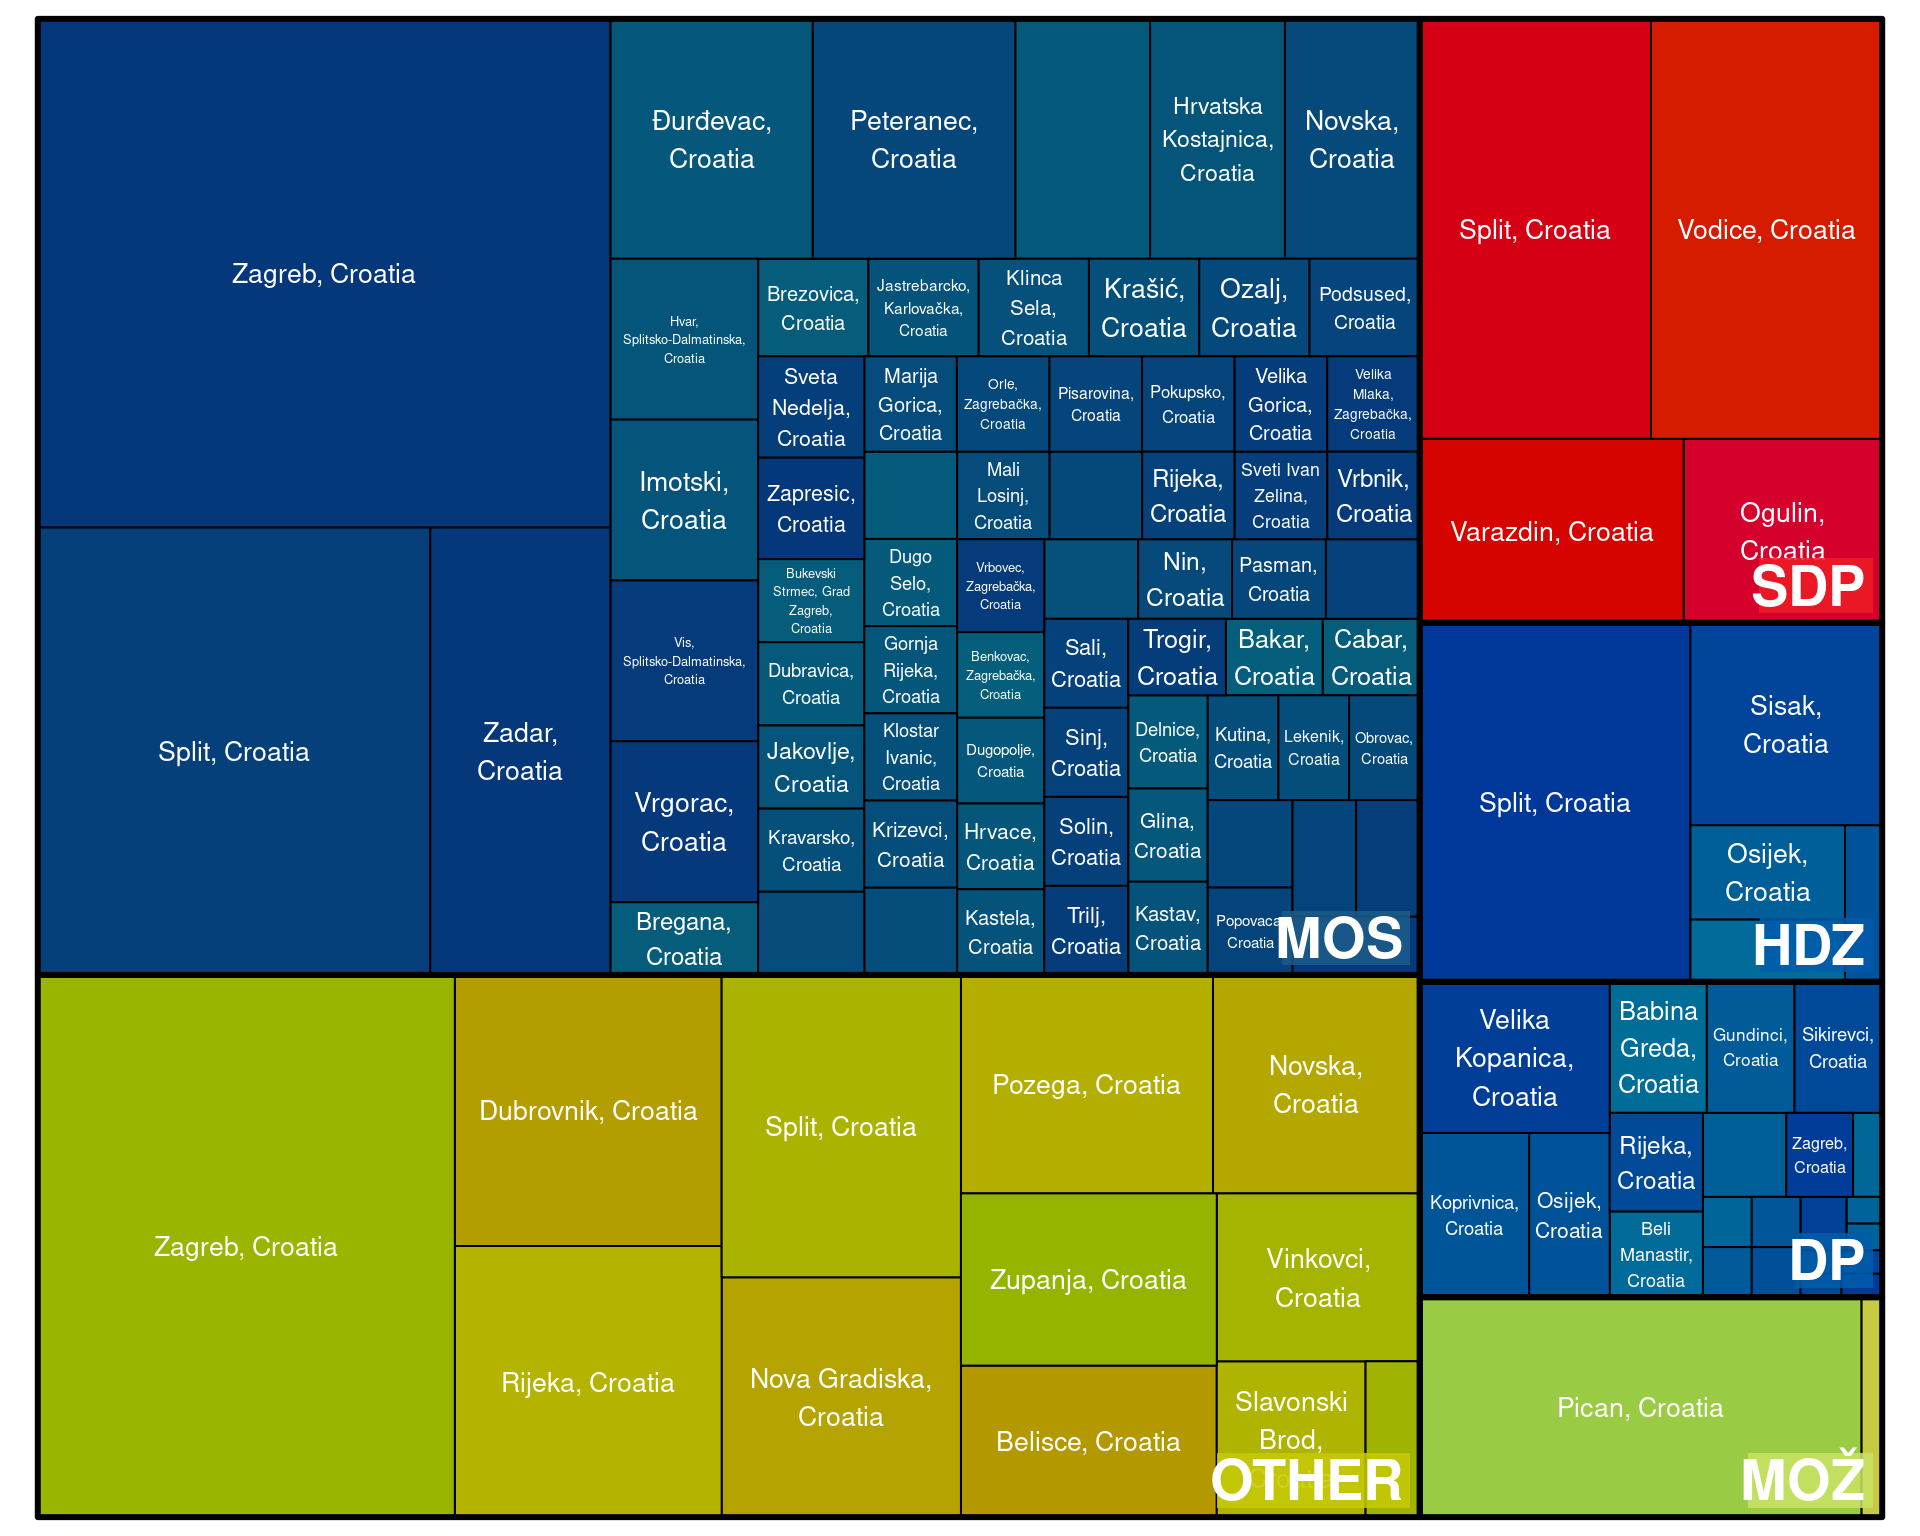 Zagreb, Croatia
Split, Croatia
Zadar,
Croatia
Đurđevac,
Croatia
Peteranec,
Croatia
Hrvatska
Kostajnica,
Croatia
Novska,
Croatia
Hvar,
Splitsko-Dalmatinska,
Croatia
Imotski,
Croatia
Vis,
Splitsko-Dalmatinska,
Croatia
Vrgorac,
Croatia
Bregana,
Croatia
Brezovica,
Croatia
Jastrebarcko,
Karlovačka,
Croatia
Klinca
Sela,
Croatia
Krašić,
Croatia
Ozalj,
Croatia
Podsused,
Croatia
Sveta
Nedelja,
Croatia
Zapresic,
Croatia
Bukevski
Strmec, Grad
Zagreb,
Croatia
Dubravica,
Croatia
Jakovlje,
Croatia
Kravarsko,
Croatia
Marija
Gorica,
Croatia
Dugo
Selo,
Croatia
Gornja
Rijeka,
Croatia
Klostar
Ivanic,
Croatia
Krizevci,
Croatia
Orle,
Zagrebačka,
Croatia
Pisarovina,
Croatia
Pokupsko,
Croatia
Velika
Gorica,
Croatia
Velika
Mlaka,
Zagrebačka,
Croatia
Mali
Losinj,
Croatia
Rijeka,
Croatia
Sveti Ivan
Zelina,
Croatia
Vrbnik,
Croatia
Vrbovec,
Zagrebačka,
Croatia
Benkovac,
Zagrebačka,
Croatia
Dugopolje,
Croatia
Hrvace,
Croatia
Kastela,
Croatia
Nin,
Croatia
Pasman,
Croatia
Sali,
Croatia
Sinj,
Croatia
Solin,
Croatia
Trilj,
Croatia
Trogir,
Croatia
Bakar,
Croatia
Cabar,
Croatia
Delnice,
Croatia
Glina,
Croatia
Kastav,
Croatia
Kutina,
Croatia
Lekenik,
Croatia
Obrovac,
Croatia
Popovaca,
Croatia
MOS
Zagreb, Croatia
Dubrovnik, Croatia
Rijeka, Croatia
Split, Croatia
Nova Gradiska,
Croatia
Pozega, Croatia
Novska,
Croatia
Zupanja, Croatia
Vinkovci,
Croatia
Belisce, Croatia
Slavonski
Brod,
Croatia
OTHER
Split, Croatia
Vodice, Croatia
Varazdin, Croatia
Ogulin,
Croatia
SDP
Split, Croatia
Sisak,
Croatia
Osijek,
Croatia
HDZ
Velika
Kopanica,
Croatia
Koprivnica,
Croatia
Osijek,
Croatia
Babina
Greda,
Croatia
Gundinci,
Croatia
Sikirevci,
Croatia
Rijeka,
Croatia
Beli
Manastir,
Croatia
Zagreb,
Croatia
DP
Pican, Croatia
MOŽ